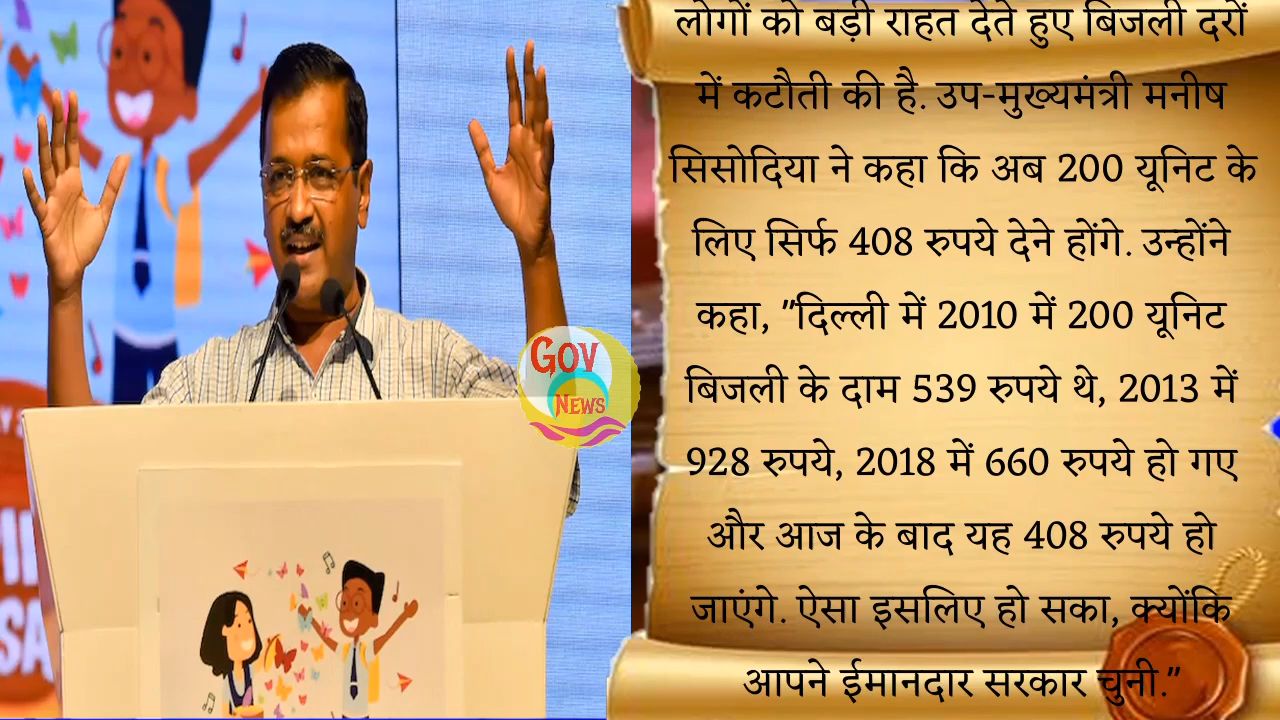 लोगों को बड़ी राहत देते हुए बिजली दरों
में कटौती की है. उप-मुख्यमंत्री मनीष
सिसोदिया ने कहा कि अब 200 यूनिट के
लिए सिर्फ 408 रुपये देने होंगे. उन्होंने
कहा, "दिल्ली में 2010 में 200 यूनिट
बिजली के दाम 539 रुपये थे, 2013 में
928 रुपये, 2018 में 660 रुपये हो गए
और आज के बाद यह 408 रुपये हो
जाएंगे. ऐसा इसलिए हो सका, क्योंकि
आपने ईमानदार सरकार चुनी."
GOV
NEWS